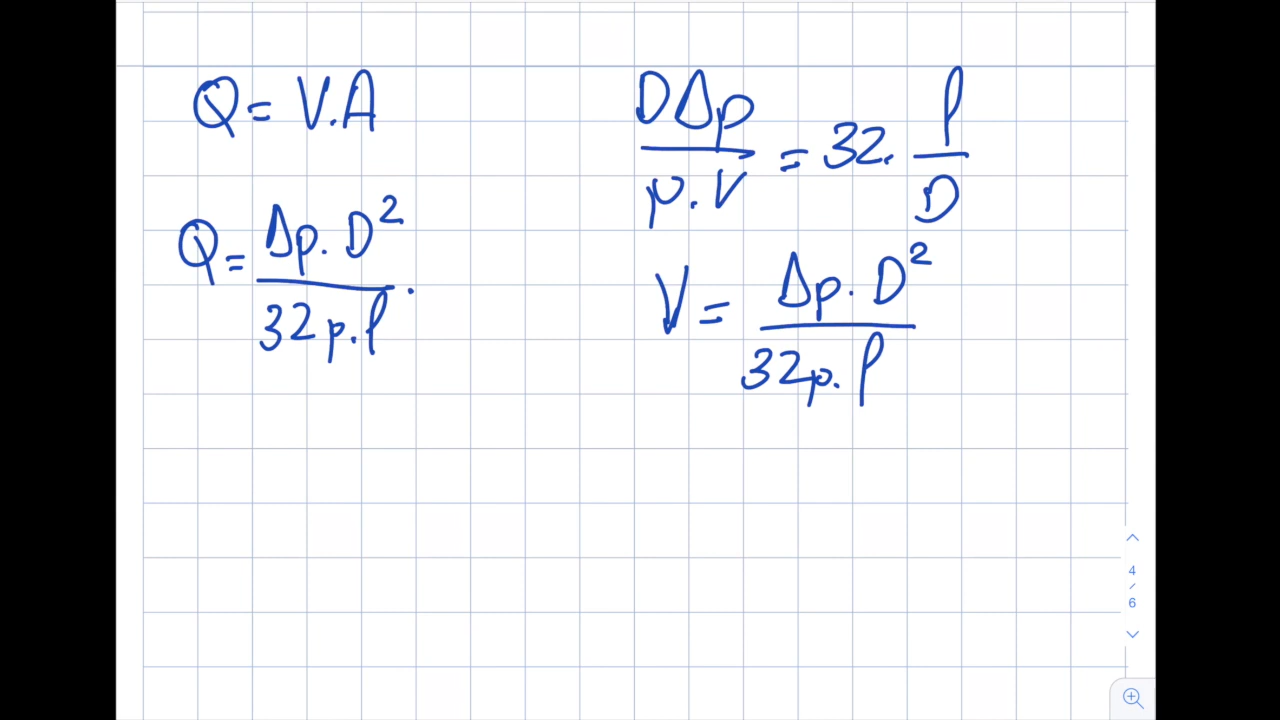 Q = V.A
Q = Δp.D² / 32μ.l .
DΔp / μ.V = 32. l / D
V = Δp.D² / 32μ.l
4
/
6